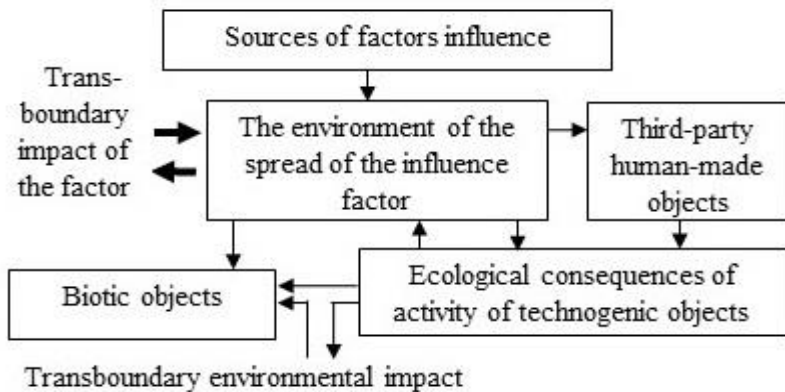 Sources of factors influence
Trans-
boundary
impact of
the factor
The environment of the
spread of the influence
factor
Third-party
human-made
objects
Biotic objects
Ecological consequences of
activity of technogenic objects
Transboundary environmental impact